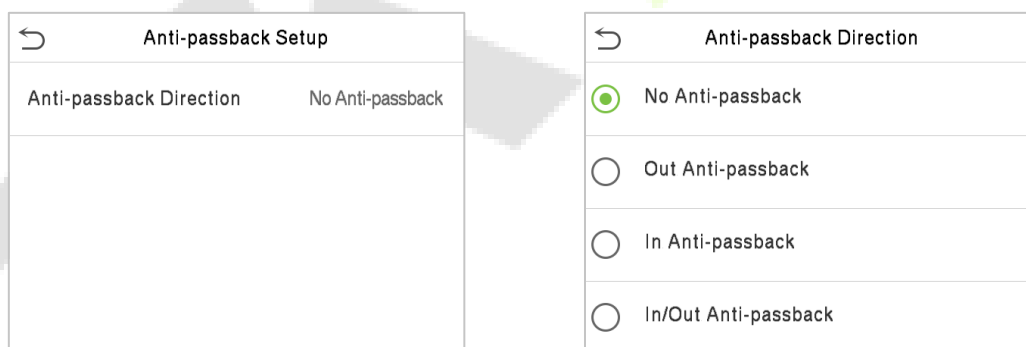 Anti-passback Setup
Anti-passback Direction No Anti-passback
Anti-passback Direction
No Anti-passback
Out Anti-passback
In Anti-passback
In/Out Anti-passback